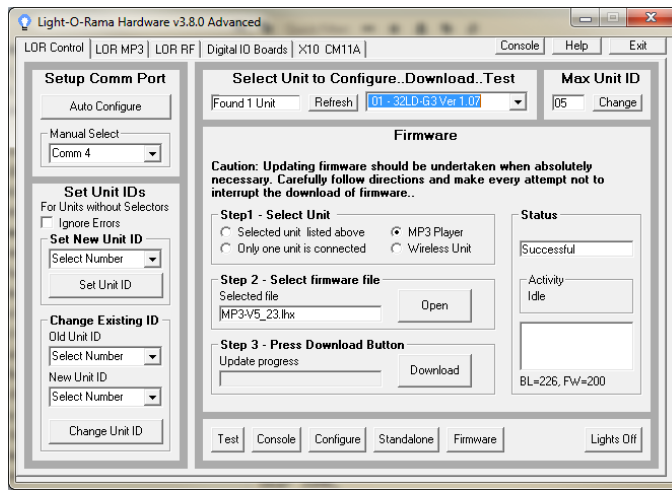 Light-O-Rama Hardware v3.8.0 Advanced
LOR Control LOR MP3 LOR RF Digital IO Boards X10 CM11A Console Help Exit
Setup Comm Port
Auto Configure
Manual Select
Comm 4
Set Unit IDs
For Units without Selectors
Ignore Errors
Set New Unit ID
Select Number
Set Unit ID
Change Existing ID
Old Unit ID
Select Number
New Unit ID
Select Number
Change Unit ID
Select Unit to Configure..Download..Test
Found 1 Unit Refresh 01 - 32LD-G3 Ver 1.07
Max Unit ID
05 Change
Firmware
Caution: Updating firmware should be undertaken when absolutely
necessary. Carefully follow directions and make every attempt not to
interrupt the download of firmware..
Step1 - Select Unit
Selected unit listed above MP3 Player
Only one unit is connected Wireless Unit
Step 2 - Select firmware file
Selected file
MP3-V5_23.lhx Open
Step 3 - Press Download Button
Update progress
Download
Status
Successful
Activity
Idle
BL=226, FW=200
Test Console Configure Standalone Firmware Lights Off